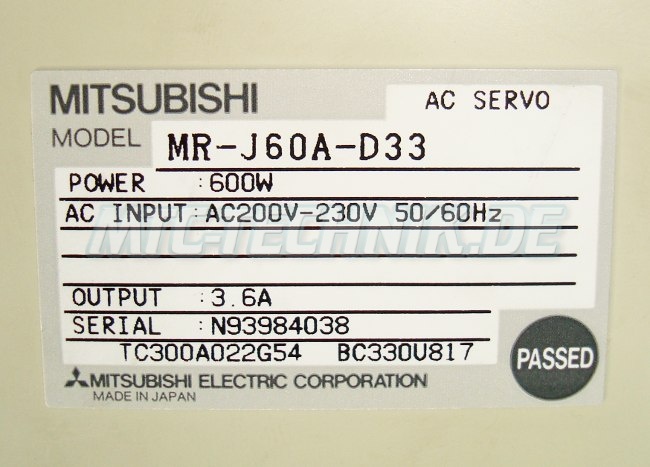 MITSUBISHI AC SERVO
MODEL MR-J60A-D33
POWER :600W
AC INPUT:AC200V-230V 50/60Hz
MIC-TECHNIK.DE
OUTPUT :3.6A
SERIAL :N93984038
TC300A022G54 BC330U817
PASSED
MITSUBISHI ELECTRIC CORPORATION
MADE IN JAPAN